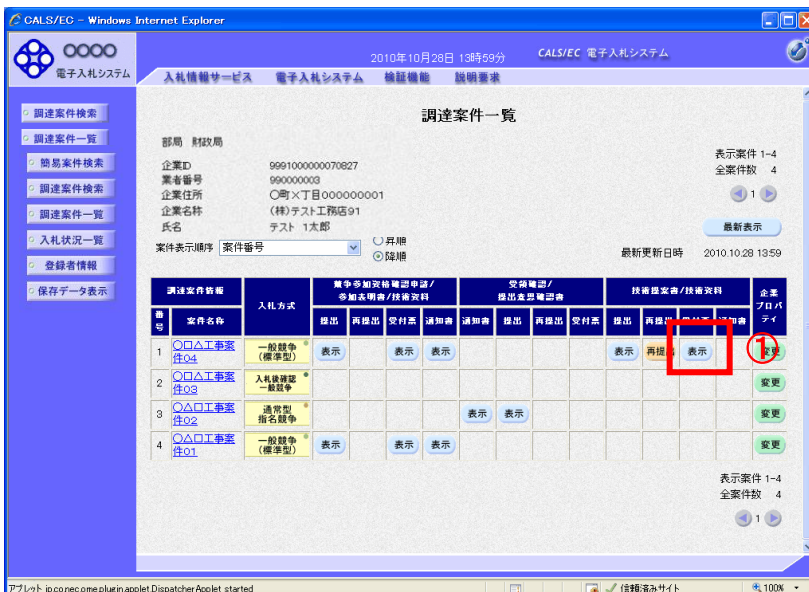 CALS/EC - Windows Internet Explorer
OOOO
電子入札システム
2010年10月28日 13時59分
CALS/EC 電子入札システム
入札情報サービス 電子入札システム 検証機能 説明要求
調達案件検索
調達案件一覧
簡易案件検索
調達案件検索
調達案件一覧
入札状況一覧
登録者情報
保存データ表示
調達案件一覧
部局 財政局
企業ID 9991000000070827
業者番号 990000003
企業住所 ○町×丁目000000001
企業名称 (株)テスト工務店91
氏名 テスト 1太郎
案件表示順序 案件番号
昇順
降順
表示案件 1-4
全案件数 4
1
最新表示
最新更新日時 2010.10.28 13:59
調達案件情報 入札方式 競争参加資格確認申請/参加表明書/技術資料 受領確認/提出意思確認書 技術提案書/技術資料 企業プロパティ
番号 案件名称 提出 再提出 受付票 通知書 通知書 提出 再提出 受付票 提出 再提出 受付票 通知書
1 ○□△工事案件04 一般競争(標準型) 表示 表示 表示 表示 再提出 表示 ① 変更
2 ○□△工事案件03 入札後確認一般競争 変更
3 ○△□工事案件02 通常型指名競争 表示 表示 変更
4 ○△□工事案件01 一般競争(標準型) 表示 表示 表示 変更
表示案件 1-4
全案件数 4
1
アプレット jp.co.nec.ome.plugin.applet.DispatcherApplet started
信頼済みサイト
100%